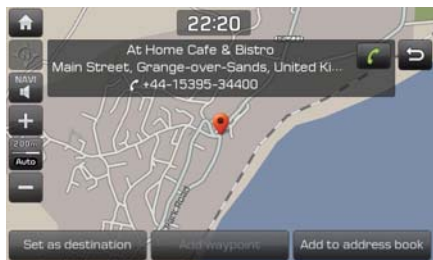 22:20
At Home Cafe & Bistro
Main Street, Grange-over-Sands, United Ki...
+44-15395-34400
NAVI
+
200m
Auto
-
Set as destination
Add waypoint
Add to address book